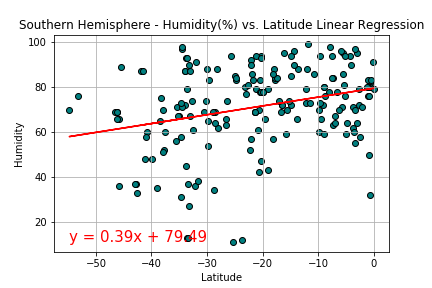 Southern Hemisphere - Humidity(%) vs. Latitude Linear Regression
100
80
60
40
20
Humidity
y = 0.39x + 79.49
−50
−40
−30
−20
−10
0
Latitude